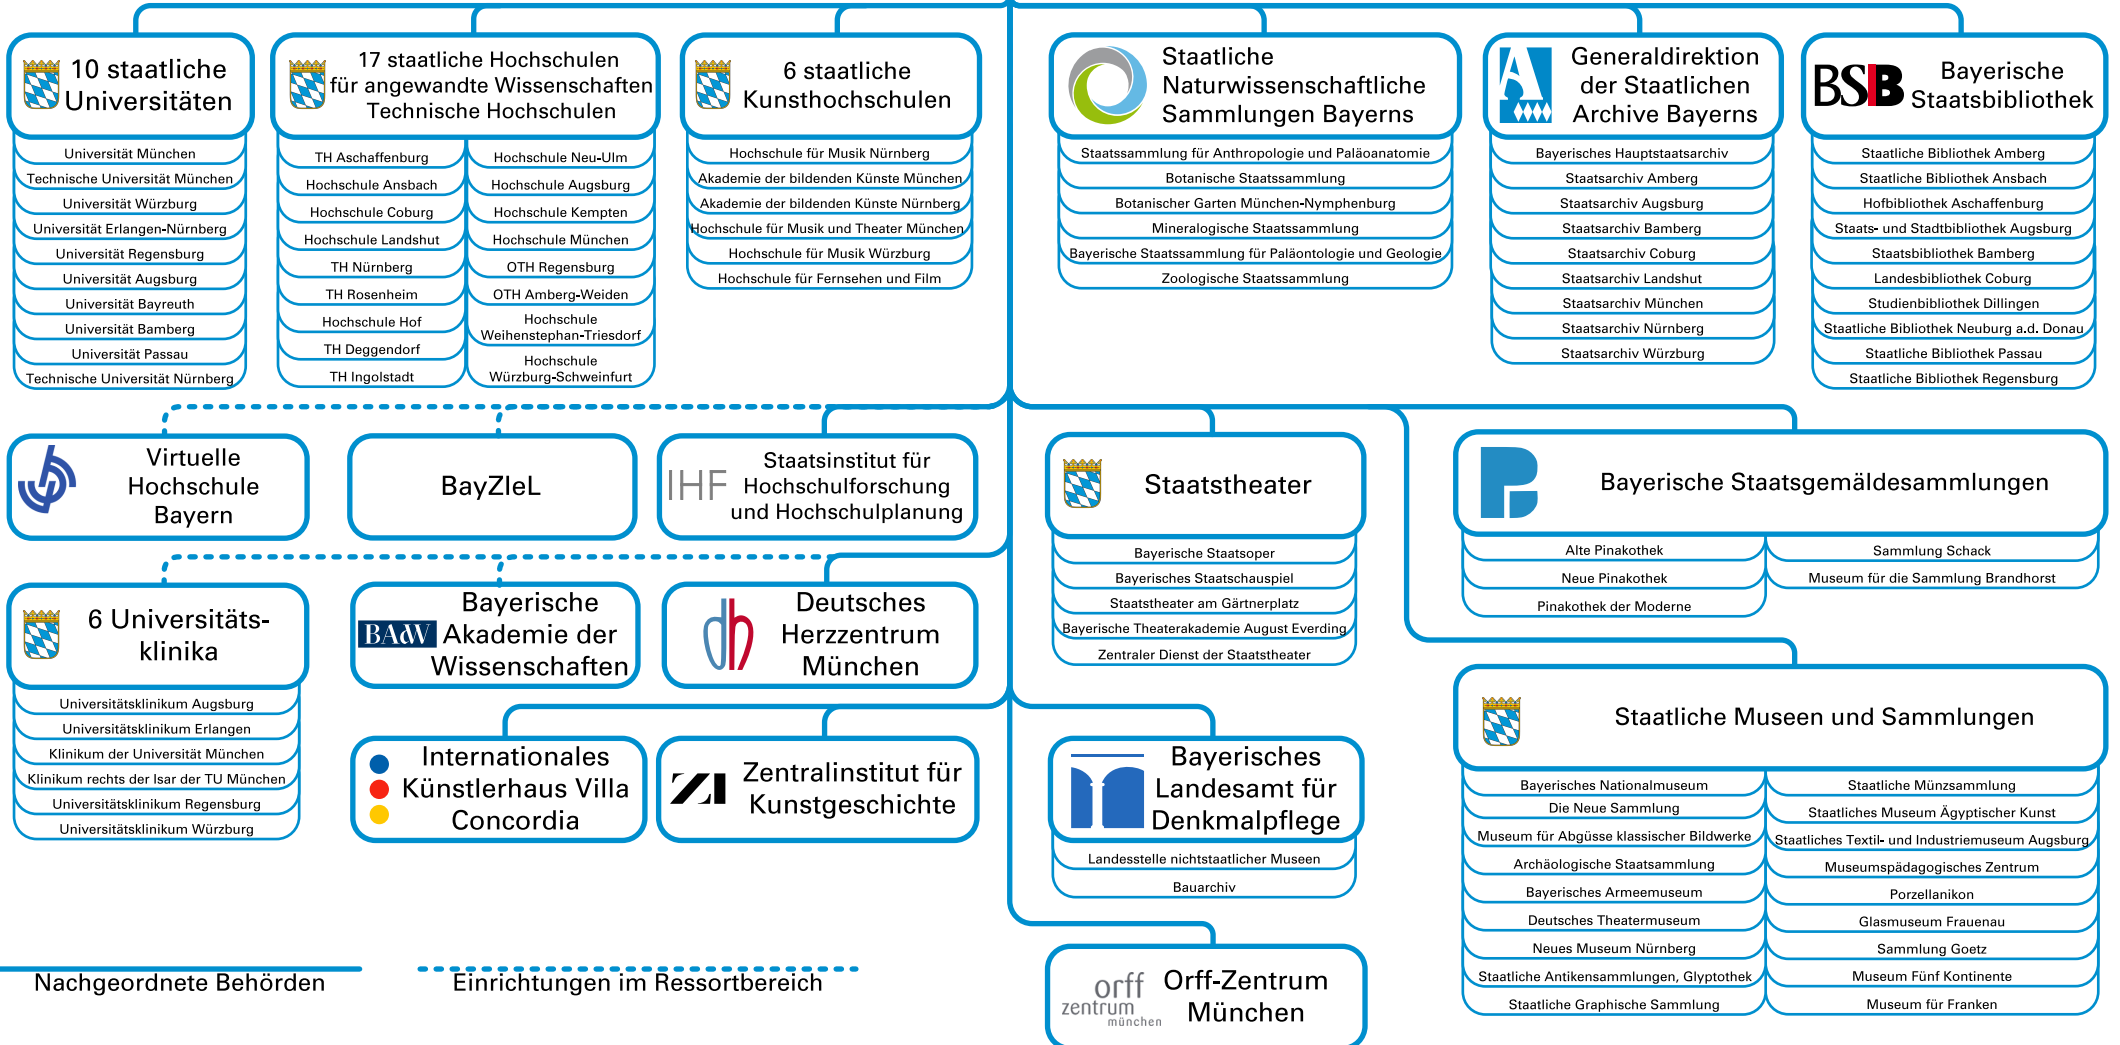 10 staatliche
Universitäten
Universität München
Technische Universität München
Universität Würzburg
Universität Erlangen-Nürnberg
Universität Regensburg
Universität Augsburg
Universität Bayreuth
Universität Bamberg
Universität Passau
Technische Universität Nürnberg
17 staatliche Hochschulen
für angewandte Wissenschaften
Technische Hochschulen
TH Aschaffenburg
Hochschule Ansbach
Hochschule Coburg
Hochschule Landshut
TH Nürnberg
TH Rosenheim
Hochschule Hof
TH Deggendorf
TH Ingolstadt
Hochschule Neu-Ulm
Hochschule Augsburg
Hochschule Kempten
Hochschule München
OTH Regensburg
OTH Amberg-Weiden
Hochschule
Weihenstephan-Triesdorf
Hochschule
Würzburg-Schweinfurt
6 staatliche
Kunsthochschulen
Hochschule für Musik Nürnberg
Akademie der bildenden Künste München
Akademie der bildenden Künste Nürnberg
Hochschule für Musik und Theater München
Hochschule für Musik Würzburg
Hochschule für Fernsehen und Film
Staatliche
Naturwissenschaftliche
Sammlungen Bayerns
Staatssammlung für Anthropologie und Paläoanatomie
Botanische Staatssammlung
Botanischer Garten München-Nymphenburg
Mineralogische Staatssammlung
Bayerische Staatssammlung für Paläontologie und Geologie
Zoologische Staatssammlung
Generaldirektion
der Staatlichen
Archive Bayerns
Bayerisches Hauptstaatsarchiv
Staatsarchiv Amberg
Staatsarchiv Augsburg
Staatsarchiv Bamberg
Staatsarchiv Coburg
Staatsarchiv Landshut
Staatsarchiv München
Staatsarchiv Nürnberg
Staatsarchiv Würzburg
BSB
Bayerische
Staatsbibliothek
Staatliche Bibliothek Amberg
Staatliche Bibliothek Ansbach
Hofbibliothek Aschaffenburg
Staats- und Stadtbibliothek Augsburg
Staatsbibliothek Bamberg
Landesbibliothek Coburg
Studienbibliothek Dillingen
Staatliche Bibliothek Neuburg a.d. Donau
Staatliche Bibliothek Passau
Staatliche Bibliothek Regensburg
Virtuelle
Hochschule
Bayern
BayZIeL
IHF
Staatsinstitut für
Hochschulforschung
und Hochschulplanung
Staatstheater
Bayerische Staatsoper
Bayerisches Staatschauspiel
Staatstheater am Gärtnerplatz
Bayerische Theaterakademie August Everding
Zentraler Dienst der Staatstheater
Bayerische Staatsgemäldesammlungen
Alte Pinakothek
Neue Pinakothek
Pinakothek der Moderne
Sammlung Schack
Museum für die Sammlung Brandhorst
6 Universitäts-
klinika
Universitätsklinikum Augsburg
Universitätsklinikum Erlangen
Klinikum der Universität München
Klinikum rechts der Isar der TU München
Universitätsklinikum Regensburg
Universitätsklinikum Würzburg
BAdW
Bayerische
Akademie der
Wissenschaften
dh
Deutsches
Herzzentrum
München
Internationales
Künstlerhaus Villa
Concordia
ZI
Zentralinstitut für
Kunstgeschichte
Bayerisches
Landesamt für
Denkmalpflege
Landesstelle nichtstaatlicher Museen
Bauarchiv
Staatliche Museen und Sammlungen
Bayerisches Nationalmuseum
Die Neue Sammlung
Museum für Abgüsse klassischer Bildwerke
Archäologische Staatsammlung
Bayerisches Armeemuseum
Deutsches Theatermuseum
Neues Museum Nürnberg
Staatliche Antikensammlungen, Glyptothek
Staatliche Graphische Sammlung
Staatliche Münzsammlung
Staatliches Museum Ägyptischer Kunst
Staatliches Textil- und Industriemuseum Augsburg
Museumspädagogisches Zentrum
Porzellanikon
Glasmuseum Frauenau
Sammlung Goetz
Museum Fünf Kontinente
Museum für Franken
orff
zentrum
münchen
Orff-Zentrum
München
Nachgeordnete Behörden
Einrichtungen im Ressortbereich